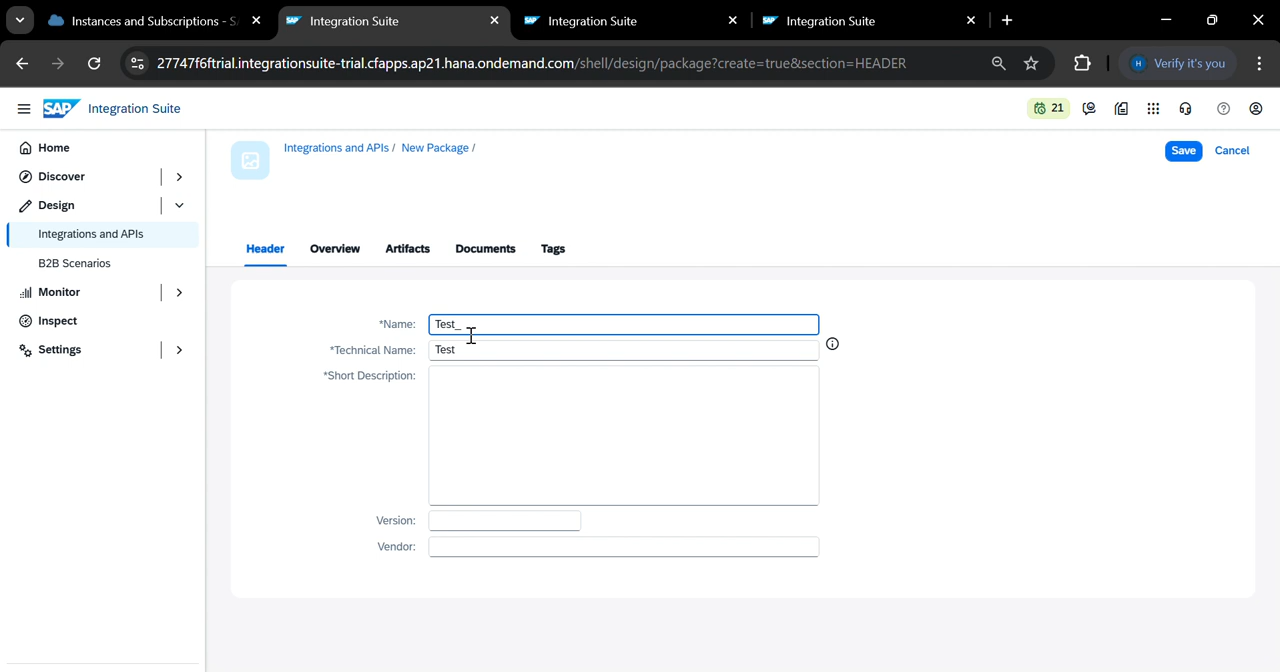 Instances and Subscriptions - S
Integration Suite
Integration Suite
Integration Suite
27747f6ftrial.integrationsuite-trial.cfapps.ap21.hana.ondemand.com/shell/design/package?create=true&section=HEADER
H Verify it's you
SAP Integration Suite
21
Home
Discover
Design
Integrations and APIs
B2B Scenarios
Monitor
Inspect
Settings
Integrations and APIs / New Package /
Save Cancel
Header Overview Artifacts Documents Tags
*Name: Test_
*Technical Name: Test
*Short Description:
Version:
Vendor: